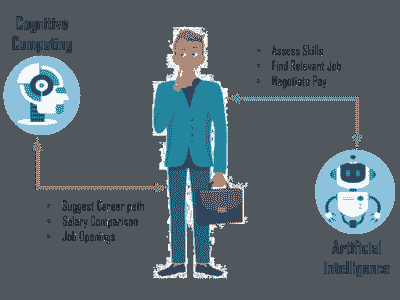 Cognitive
Computing
Assess Skills
Find Relevant Job
Negotiate Pay
Suggest Career path
Salary Comparison
Job Openings
Artificial
Intelligence